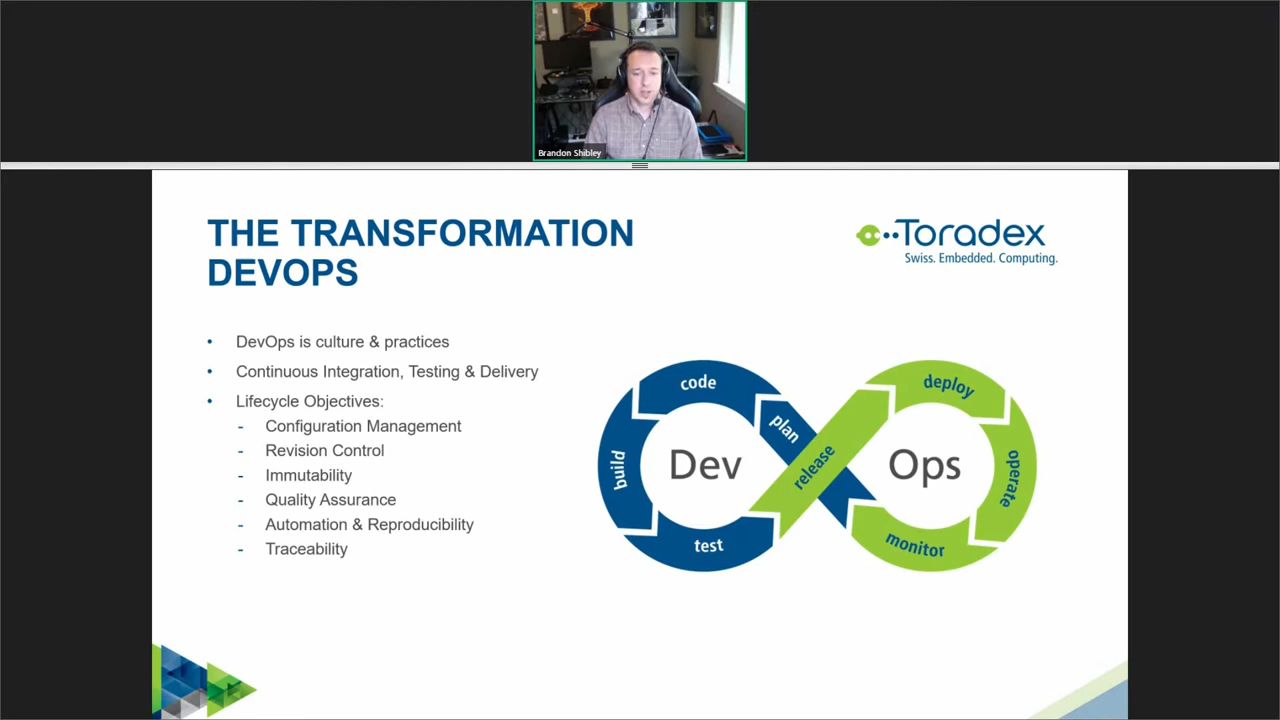 Brandon Shibley
THE TRANSFORMATION
DEVOPS
Toradex
Swiss. Embedded. Computing.
• DevOps is culture & practices
• Continuous Integration, Testing & Delivery
• Lifecycle Objectives:
- Configuration Management
- Revision Control
- Immutability
- Quality Assurance
- Automation & Reproducibility
- Traceability
code
plan
build
Dev
test
release
deploy
Ops
operate
monitor